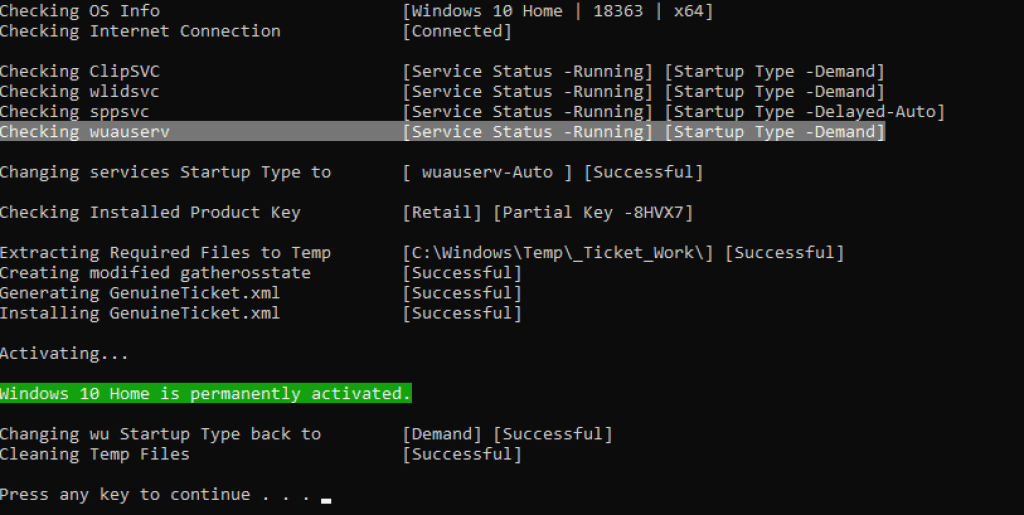 Checking OS Info [Windows 10 Home | 18363 | x64]
Checking Internet Connection [Connected]
Checking ClipSVC [Service Status -Running] [Startup Type -Demand]
Checking wlidsvc [Service Status -Running] [Startup Type -Demand]
Checking sppsvc [Service Status -Running] [Startup Type -Delayed-Auto]
Checking wuauserv [Service Status -Running] [Startup Type -Demand]
Changing services Startup Type to [ wuauserv-Auto ] [Successful]
Checking Installed Product Key [Retail] [Partial Key -8HVX7]
Extracting Required Files to Temp [C:\Windows\Temp\_Ticket_Work\] [Successful]
Creating modified gatherosstate [Successful]
Generating GenuineTicket.xml [Successful]
Installing GenuineTicket.xml [Successful]
Activating...
Windows 10 Home is permanently activated.
Changing wu Startup Type back to [Demand] [Successful]
Cleaning Temp Files [Successful]
Press any key to continue . . .